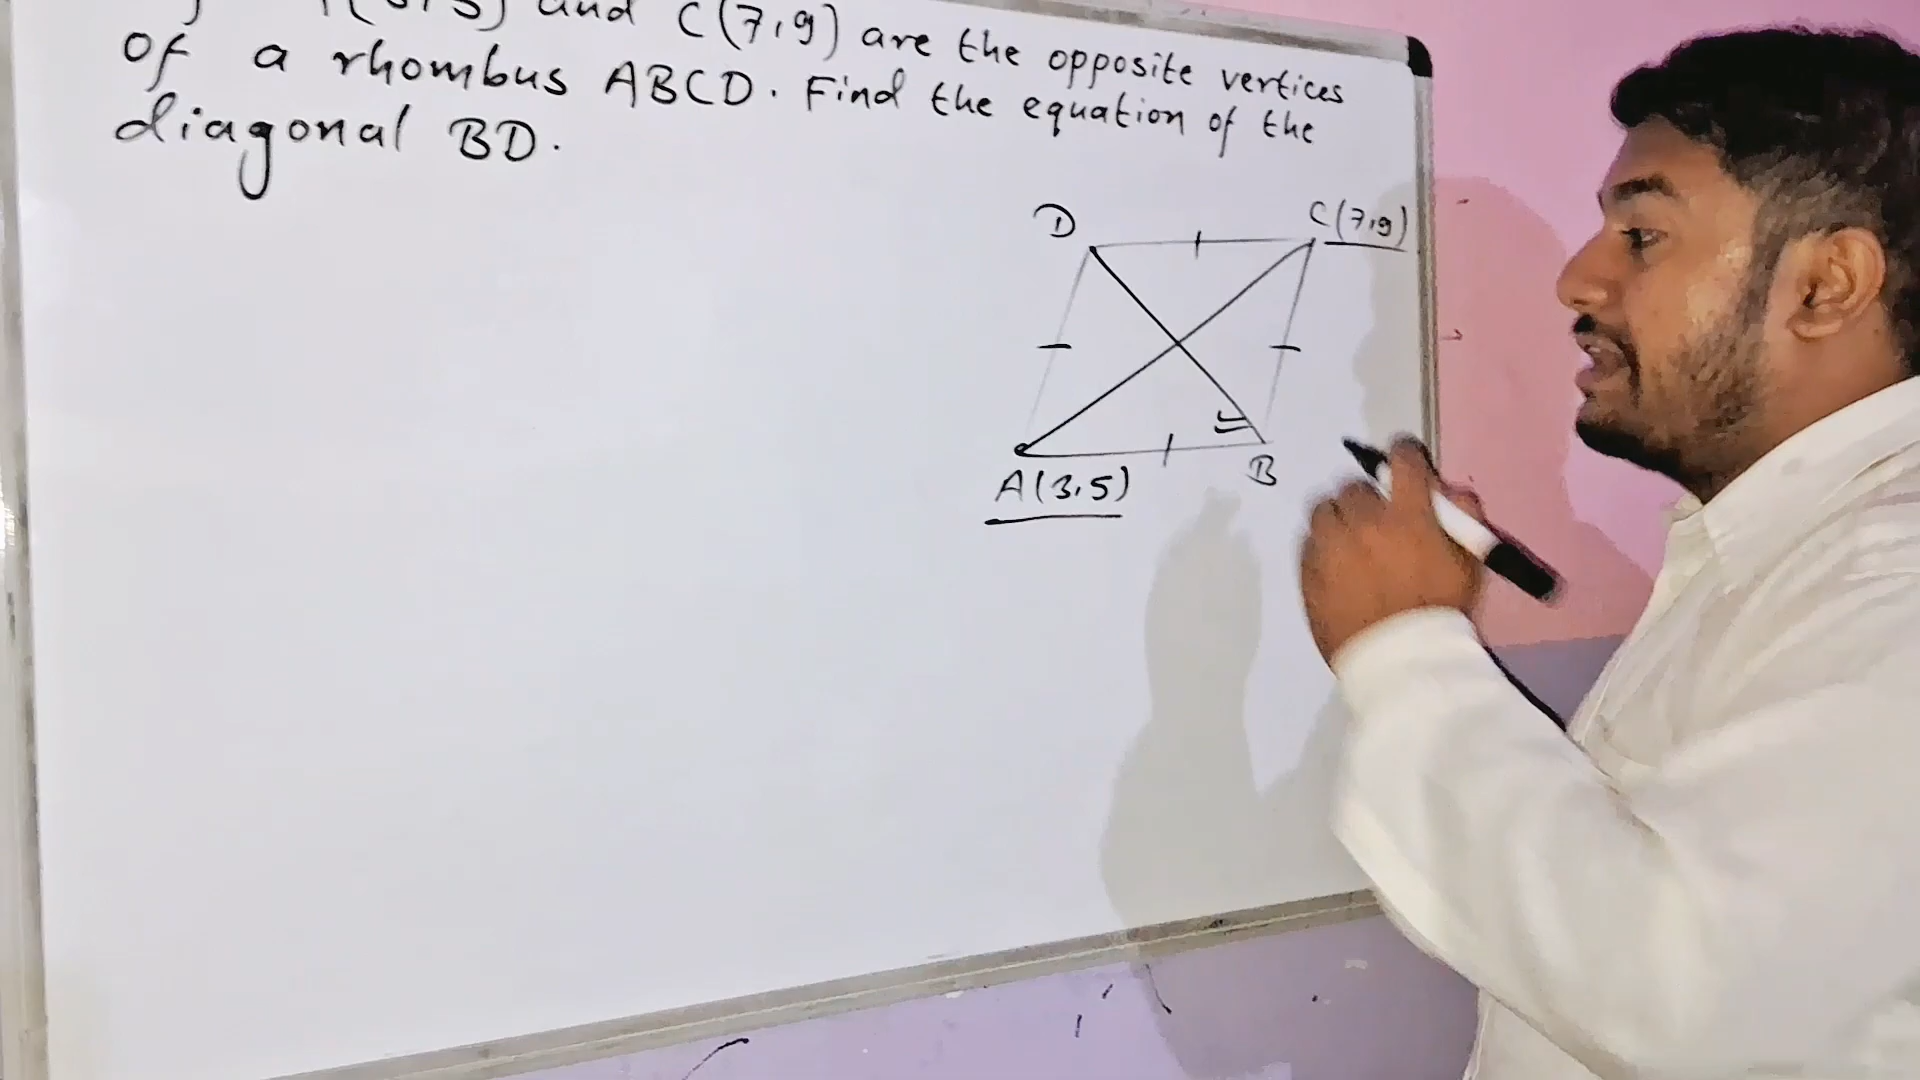 and C(7,9) are the opposite vertices
of a rhombus ABCD. Find the equation of the
diagonal BD.
D
C(7,9)
A(3,5)
B